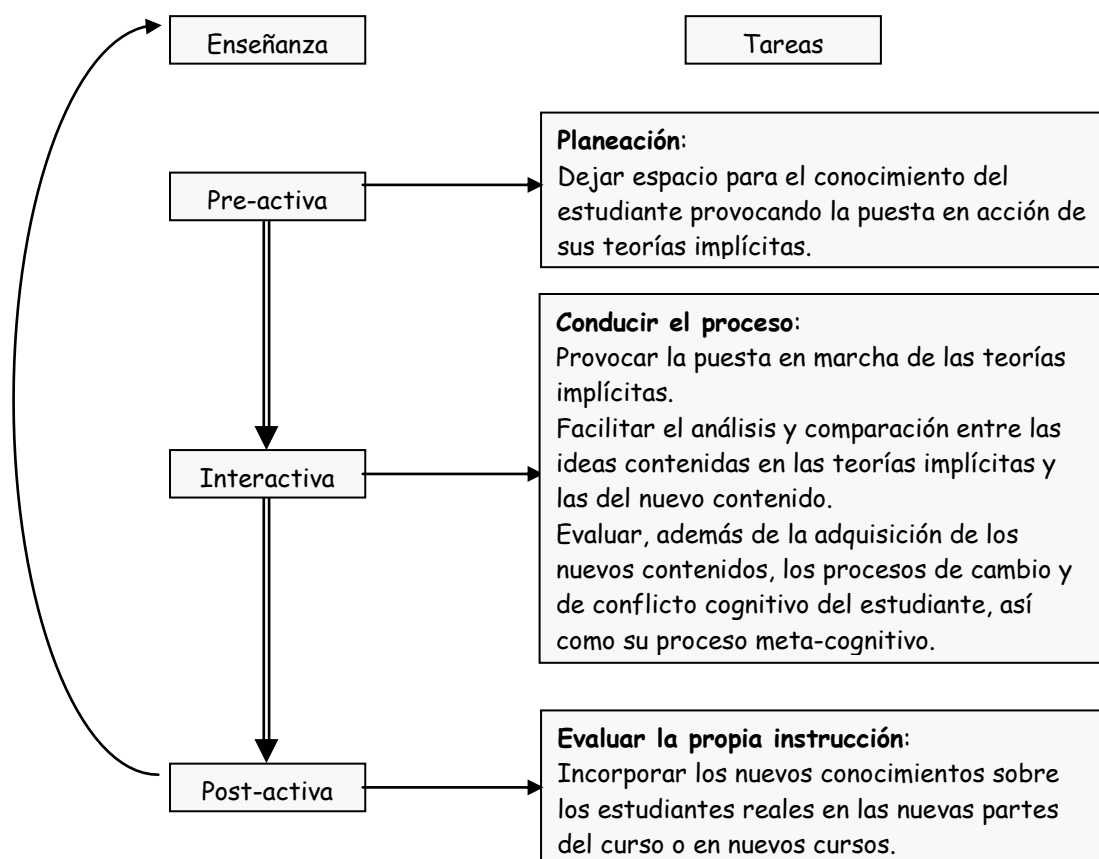 Enseñanza
Tareas
Planeación:
Dejar espacio para el conocimiento del
estudiante provocando la puesta en acción de
sus teorías implícitas.
Pre-activa
Conducir el proceso:
Provocar la puesta en marcha de las teorías
implícitas.
Facilitar el análisis y comparación entre las
ideas contenidas en las teorías implícitas y
las del nuevo contenido.
Evaluar, además de la adquisición de los
nuevos contenidos, los procesos de cambio y
de conflicto cognitivo del estudiante, así
como su proceso meta-cognitivo.
Interactiva
Evaluar la propia instrucción:
Incorporar los nuevos conocimientos sobre
los estudiantes reales en las nuevas partes
del curso o en nuevos cursos.
Post-activa